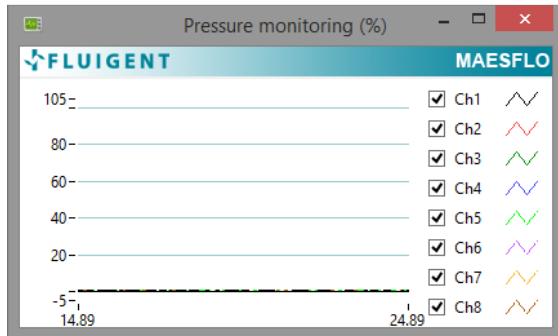 Pressure monitoring (%)
FLUIGENT MAESFLO
105
80
60
40
20
-5
14.89 24.89
Ch1
Ch2
Ch3
Ch4
Ch5
Ch6
Ch7
Ch8